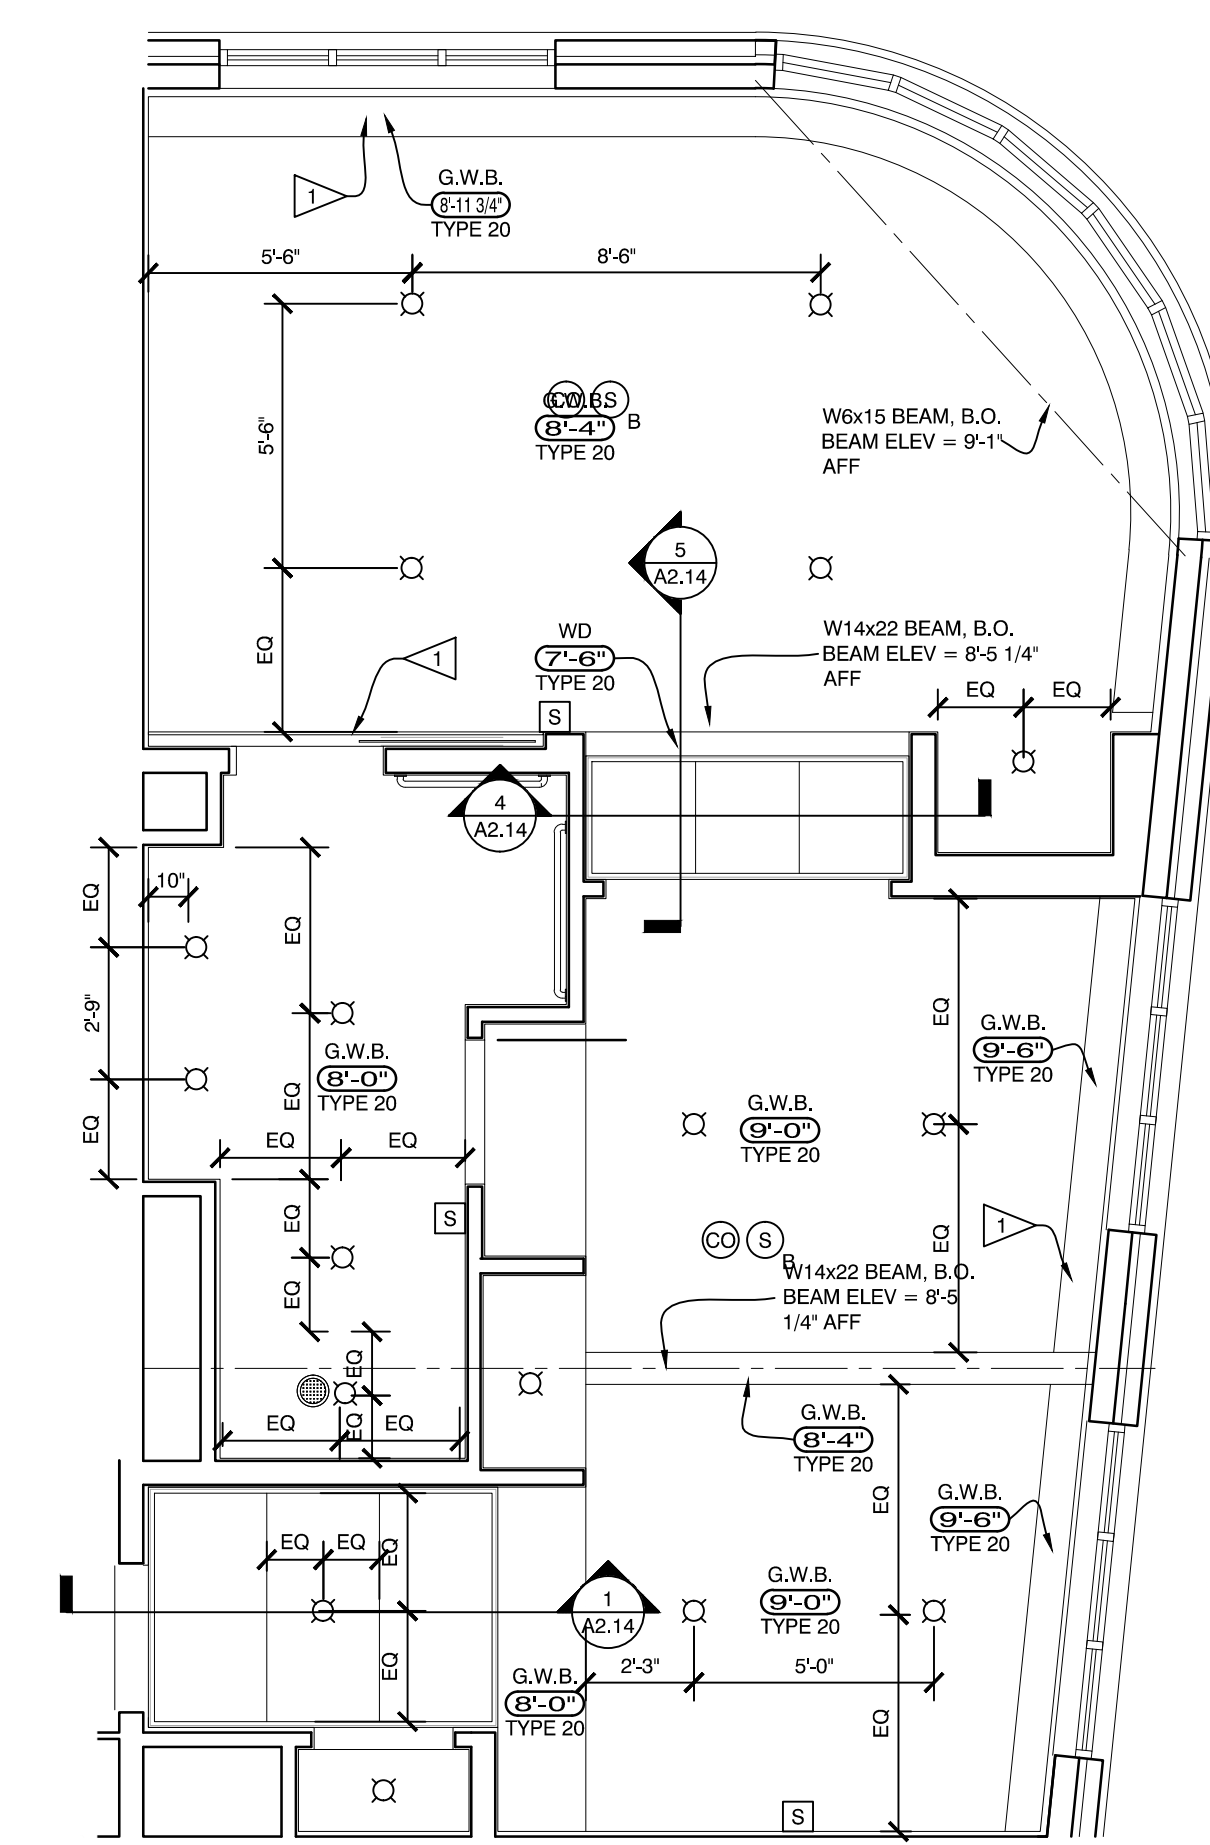 G.W.B.
8'-11 3/4"
TYPE 20
1
5'-6"
8'-6"
5'-6"
CO
S
B
G.W.B.
8'-4"
TYPE 20
W6x15 BEAM, B.O.
BEAM ELEV = 9'-1"
AFF
5
A2.14
EQ
1
WD
7'-6"
TYPE 20
W14x22 BEAM, B.O.
BEAM ELEV = 8'-5 1/4"
AFF
EQ
EQ
S
4
A2.14
10"
EQ
EQ
2'-9"
EQ
G.W.B.
8'-0"
TYPE 20
EQ
EQ
EQ
EQ
EQ
G.W.B.
9'-6"
TYPE 20
G.W.B.
9'-0"
TYPE 20
S
EQ
EQ
1
CO
S
B
W14x22 BEAM, B.O.
BEAM ELEV = 8'-5
1/4" AFF
EQ
EQ
EQ
EQ
EQ
G.W.B.
8'-4"
TYPE 20
G.W.B.
9'-6"
TYPE 20
EQ
EQ
EQ
EQ
EQ
1
A2.14
G.W.B.
9'-0"
TYPE 20
2'-3"
5'-0"
G.W.B.
8'-0"
TYPE 20
EQ
S